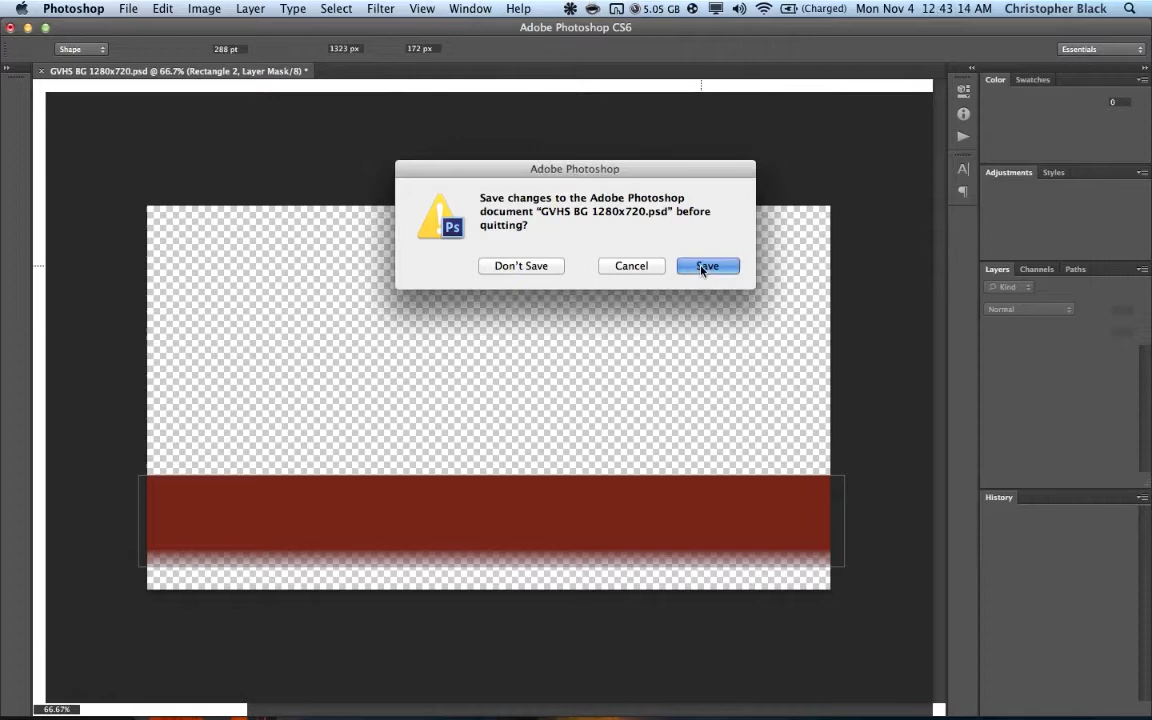 Photoshop File Edit Image Layer Type Select Filter View Window Help 5.05 GB (Charged) Mon Nov 4 12:43:14 AM Christopher Black
Adobe Photoshop CS6
Shape 288 pt 1323 px 172 px Essentials
GVHS BG 1280x720.psd @ 66.7% (Rectangle 2, Layer Mask/8) *
Color Swatches
0
Adjustments Styles
Layers Channels Paths
Kind
Normal
History
Adobe Photoshop
Save changes to the Adobe Photoshop
document “GVHS BG 1280x720.psd” before
quitting?
Ps
Don't Save Cancel Save
66.67%